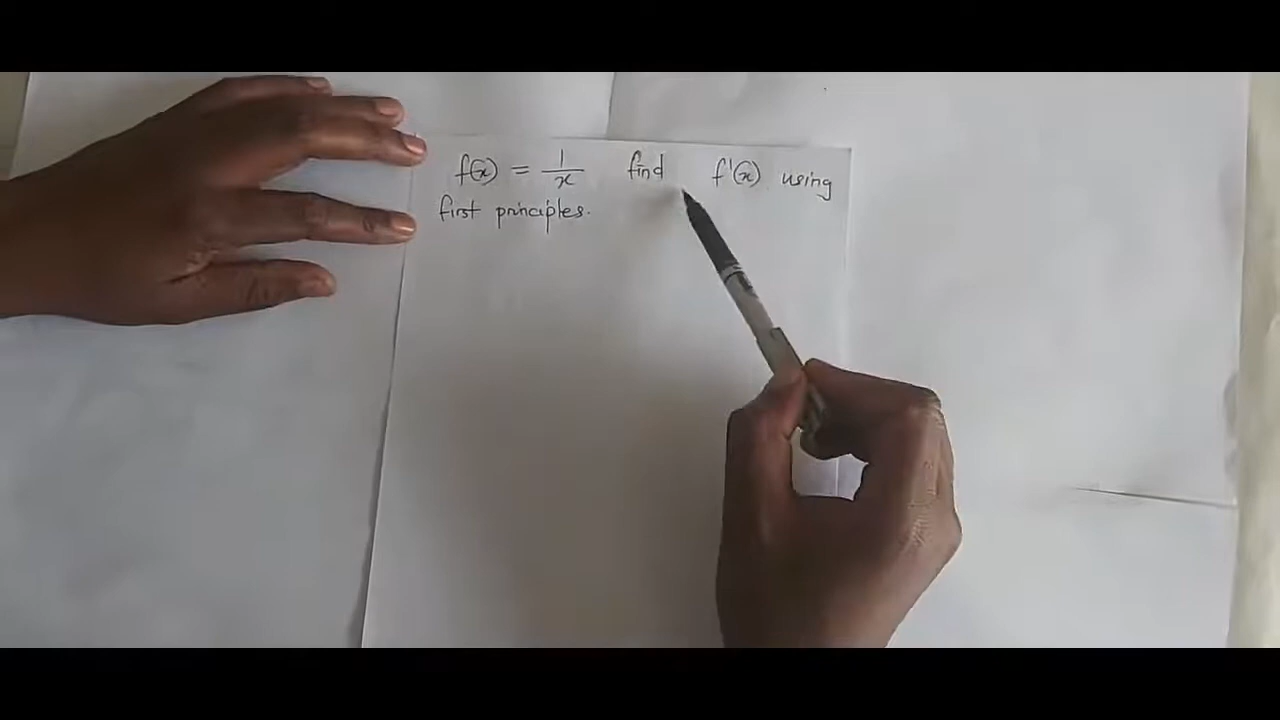 f(x) = 1/x find f'(x) using
first principles.